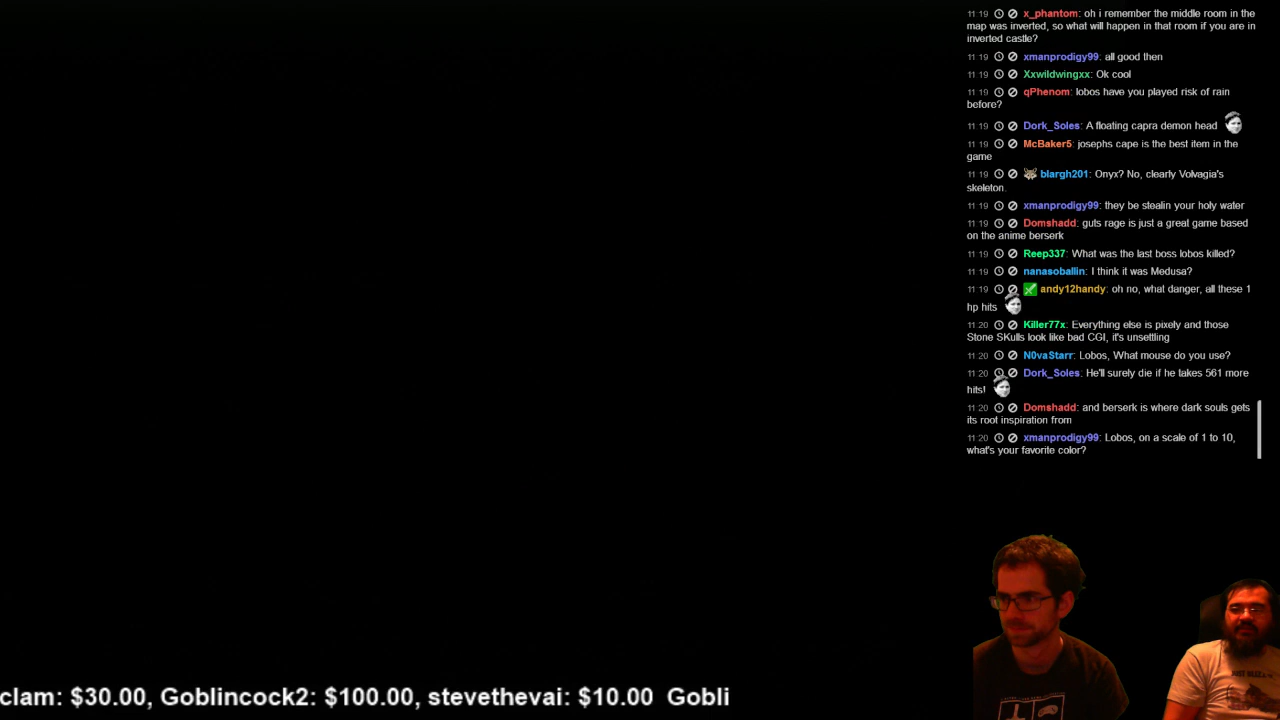 11:19 x_phantom: oh i remember the middle room in the
map was inverted, so what will happen in that room if you are in
inverted castle?
11:19 xmanprodigy99: all good then
11:19 Xxwildwingxx: Ok cool
11:19 qPhenom: lobos have you played risk of rain
before?
11:19 Dork_Soles: A floating capra demon head
11:19 McBaker5: josephs cape is the best item in the
game
11:19 blargh201: Onyx? No, clearly Volvagia's
skeleton.
11:19 xmanprodigy99: they be stealin your holy water
11:19 Domshadd: guts rage is just a great game based
on the anime berserk
11:19 Reep337: What was the last boss lobos killed?
11:19 nanasoballin: I think it was Medusa?
11:19 andy12handy: oh no, what danger, all these 1
hp hits
11:20 Killer77x: Everything else is pixely and those
Stone SKulls look like bad CGI, it's unsettling
11:20 N0vaStarr: Lobos, What mouse do you use?
11:20 Dork_Soles: He'll surely die if he takes 561 more
hits!
11:20 Domshadd: and berserk is where dark souls gets
its root inspiration from
11:20 xmanprodigy99: Lobos, on a scale of 1 to 10,
what's your favorite color?
clam: $30.00, Goblincock2: $100.00, stevethevai: $10.00 Gobli